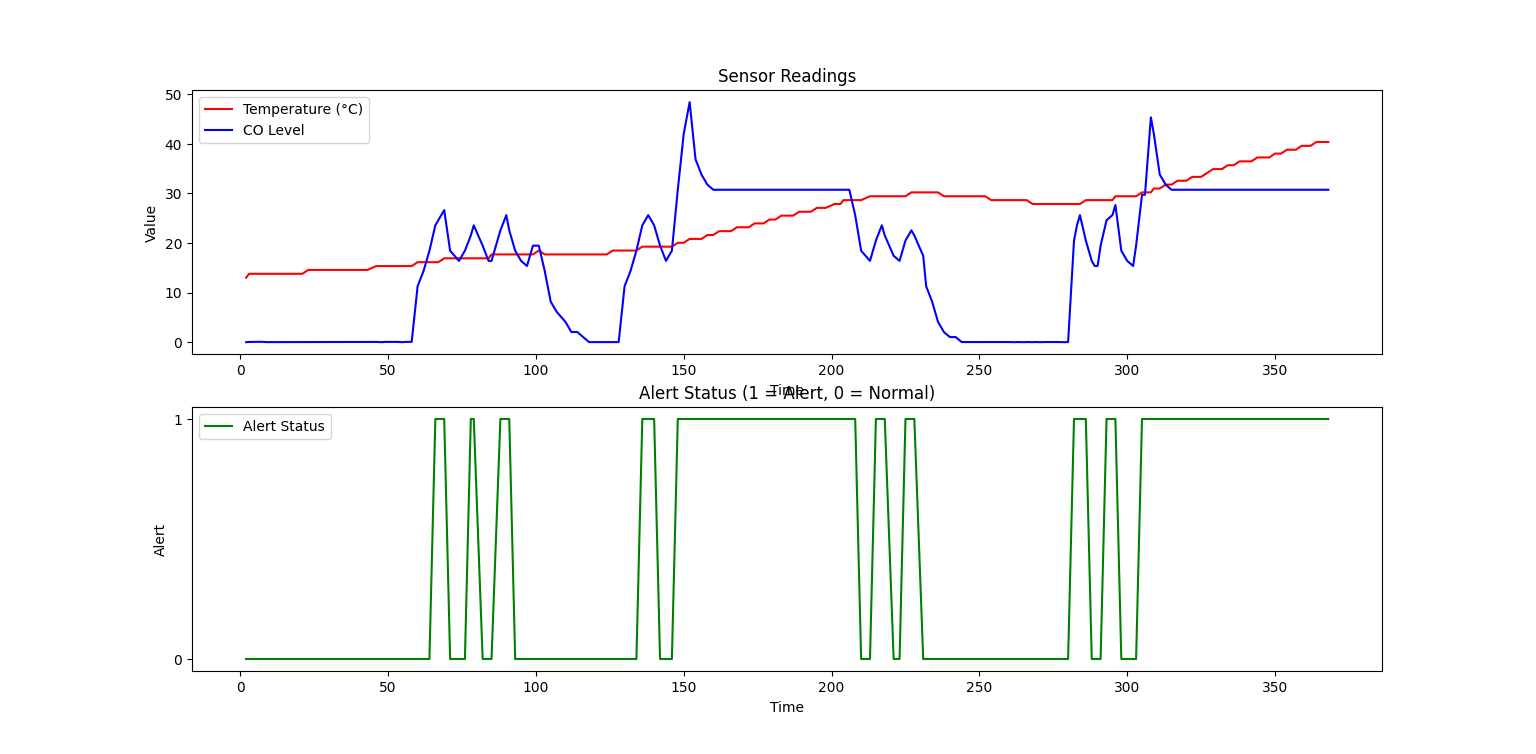 Sensor Readings
Temperature (°C)
CO Level
Value
50
40
30
20
10
0
0 50 100 150 200 250 300 350
Time
Alert Status (1 = Alert, 0 = Normal)
Alert Status
Alert
1
0
0 50 100 150 200 250 300 350
Time